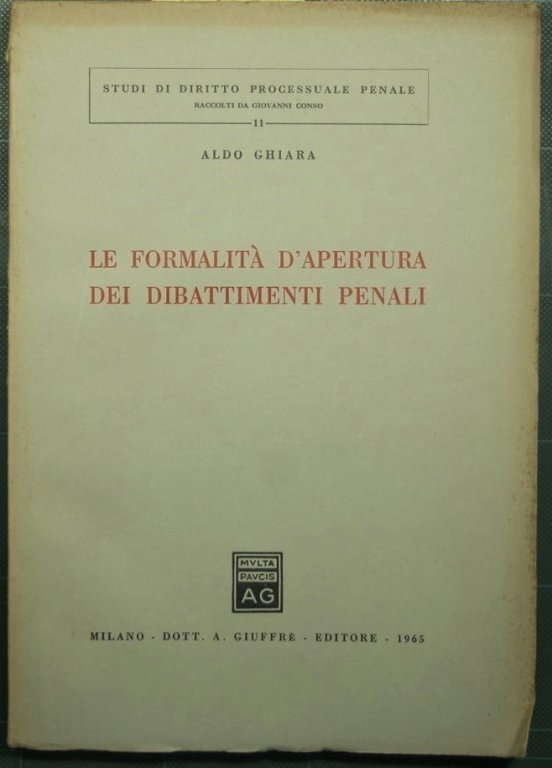 STUDI DI DIRITTO PROCESSUALE PENALE
RACCOLTI DA GIOVANNI CONSO
11
ALDO GHIARA
LE FORMALITÀ D'APERTURA
DEI DIBATTIMENTI PENALI
MVLTA
PAVCIS
AG
MILANO - DOTT. A. GIUFFRÈ - EDITORE - 1965